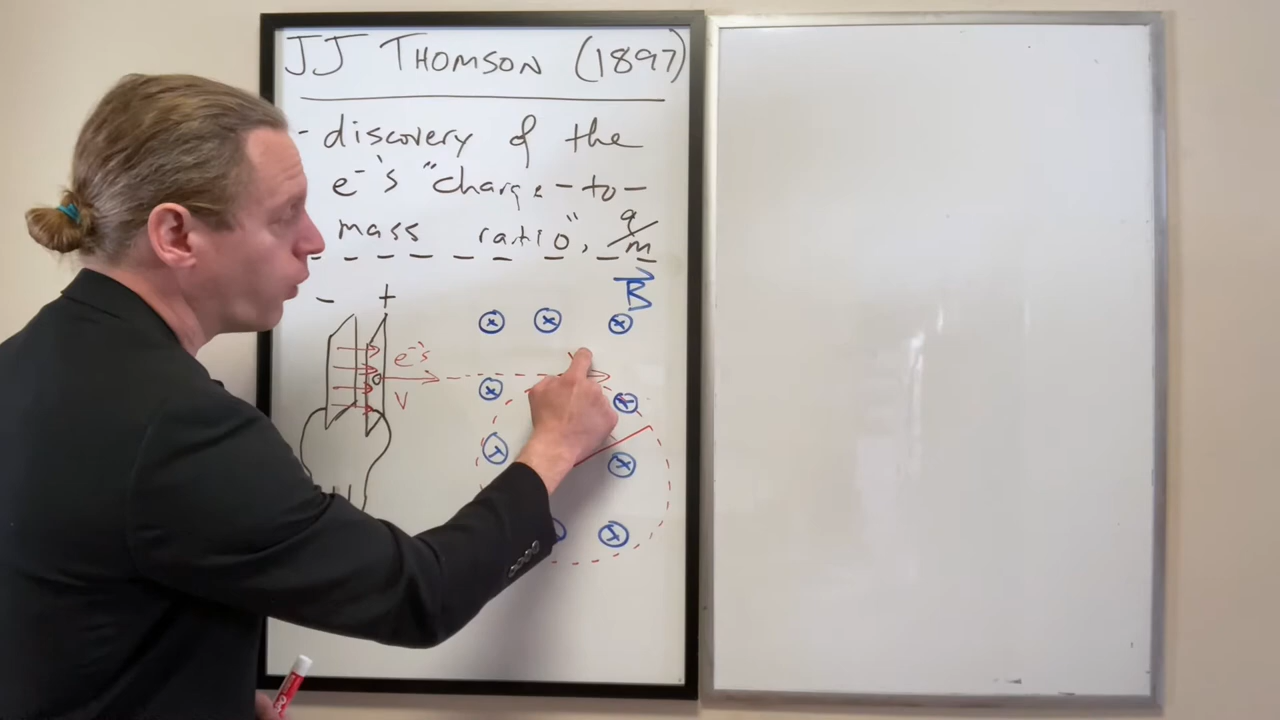 JJ THOMSON (1897)
- discovery of the
e⁻'s "charge-to-
mass ratio", q/m
- +
B
e⁻'s
V